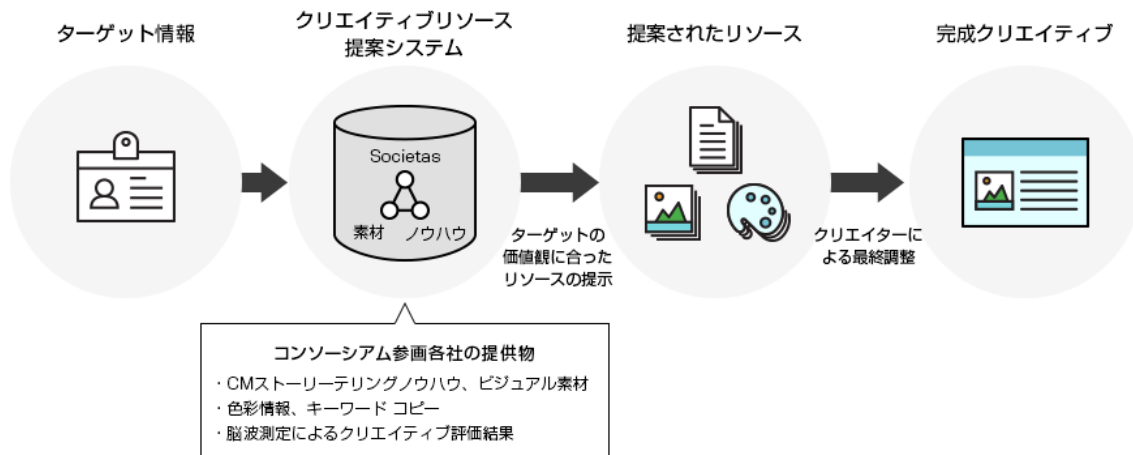 ターゲット情報
クリエイティブリソース
提案システム
提案されたリソース
完成クリエイティブ
Societas
素材 ノウハウ
ターゲットの
価値観に合った
リソースの提示
クリエイターに
よる最終調整
コンソーシアム参画各社の提供物
・CMストーリーテリングノウハウ、ビジュアル素材
・色彩情報、キーワード コピー
・脳波測定によるクリエイティブ評価結果